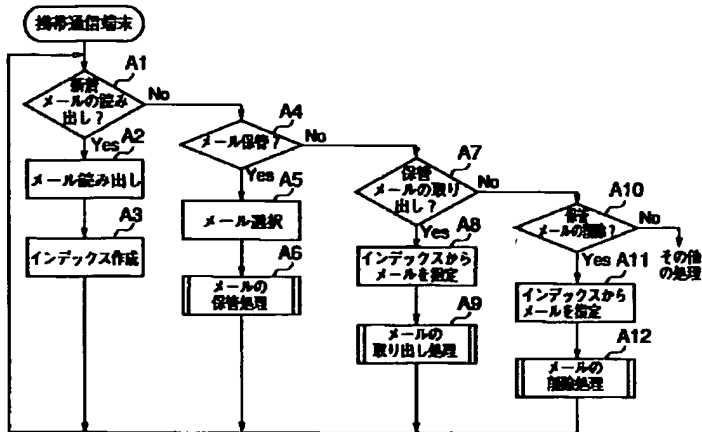 携帯通信端末
A1
新着
メールの読み
出し?
No
Yes
A2
メール読み出し
A3
インデックス作成
A4
メール保管?
No
Yes
A5
メール選択
A6
メールの
保管処理
A7
保管
メールの取り
出し?
No
Yes
A8
インデックスから
メールを指定
A9
メールの
取り出し処理
A10
保管
メールの削除?
No
その他
の処理
Yes
A11
インデックスから
メールを指定
A12
メールの
削除処理